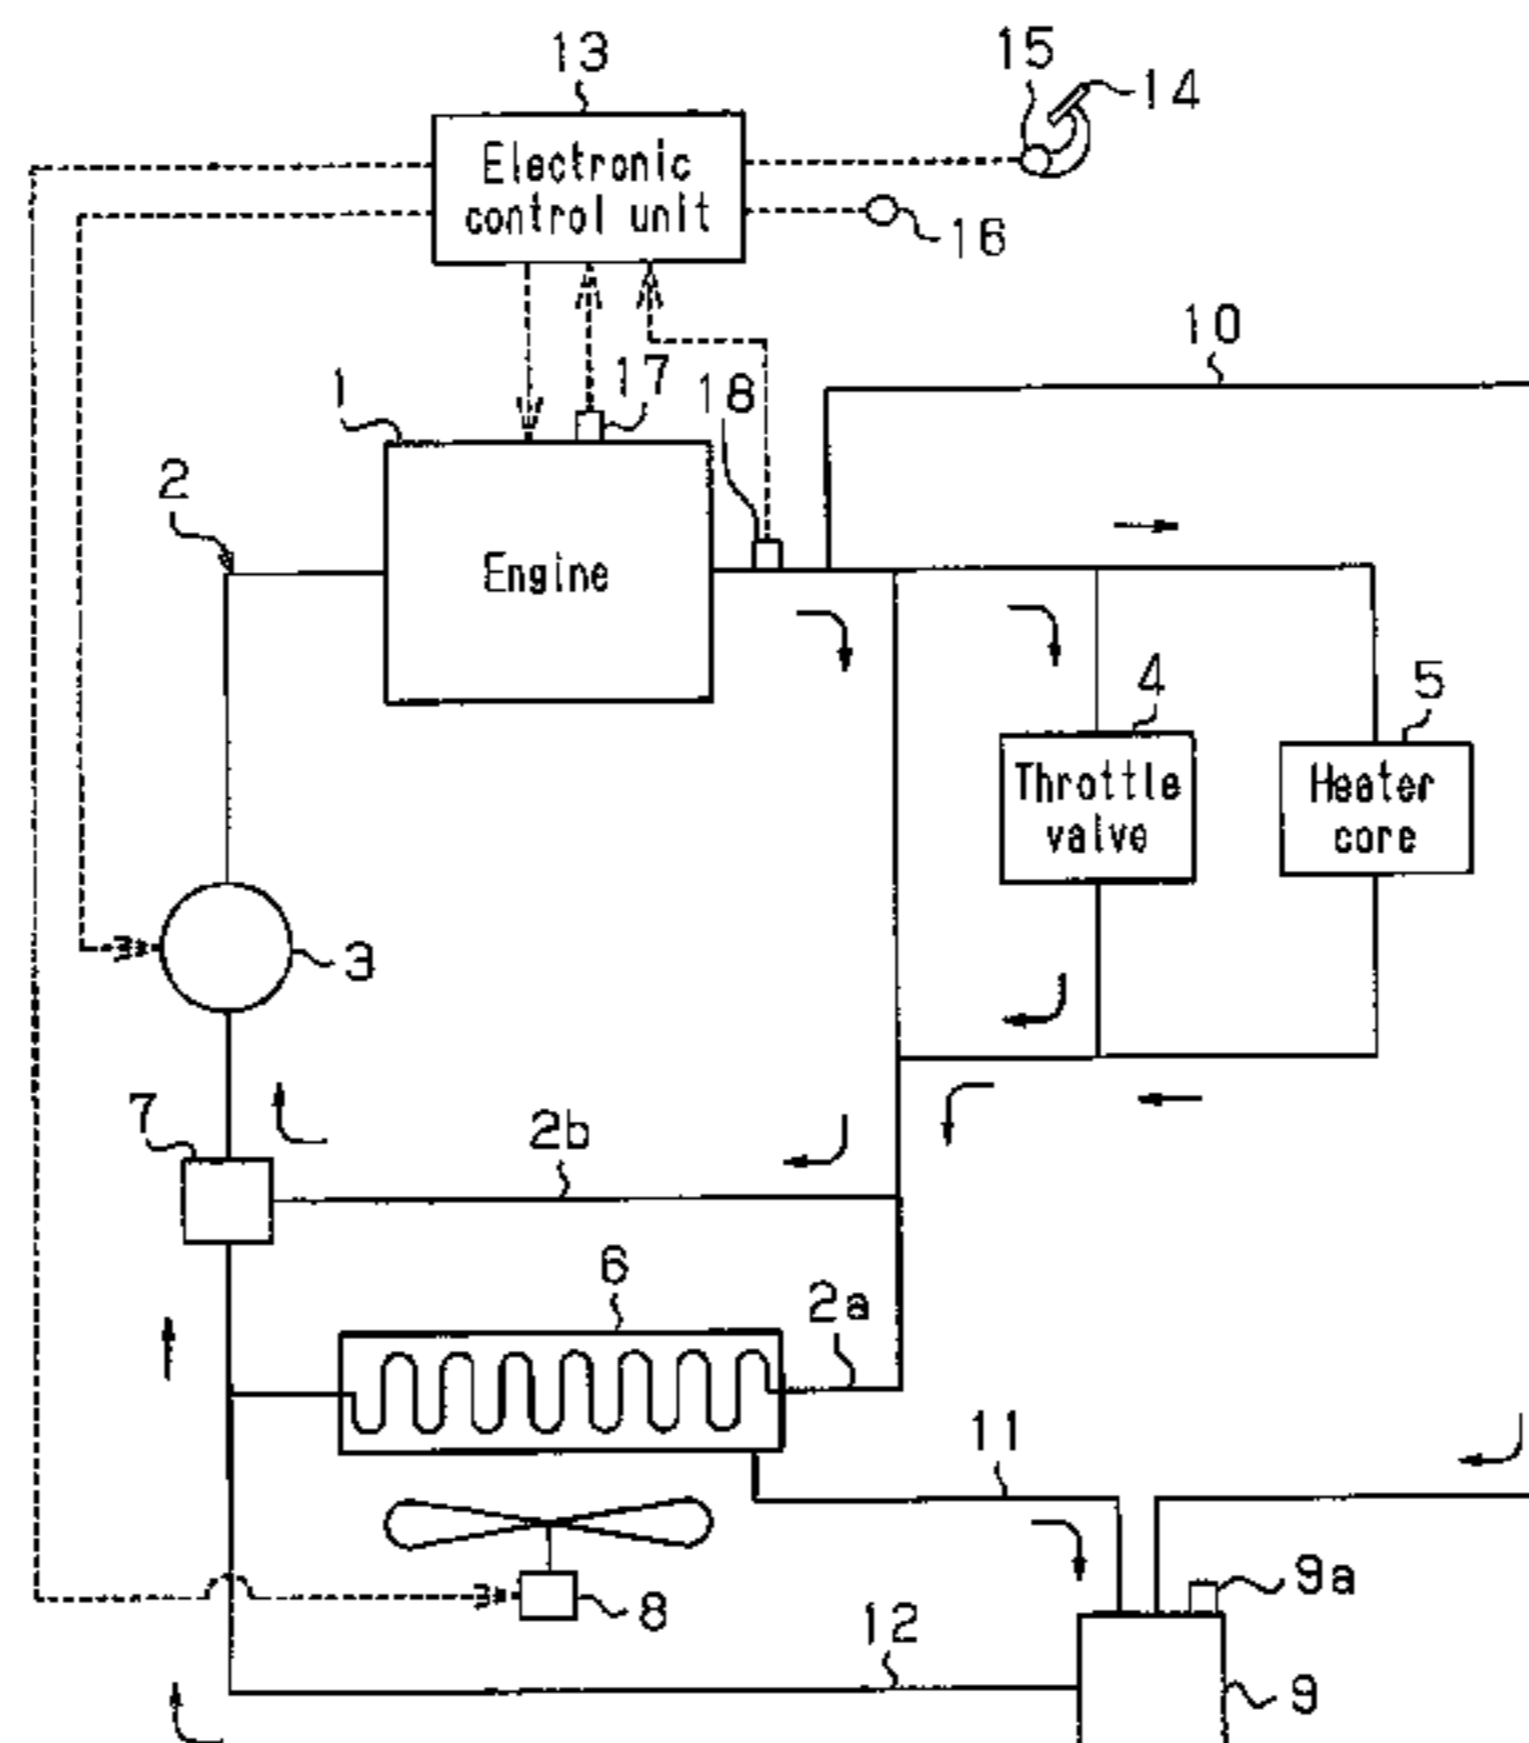 13
15
14
Electronic
control unit
16
10
1
17
18
2
Engine
4
5
Throttle
valve
Heater
core
3
7
2b
6
2a
11
9a
8
12
9